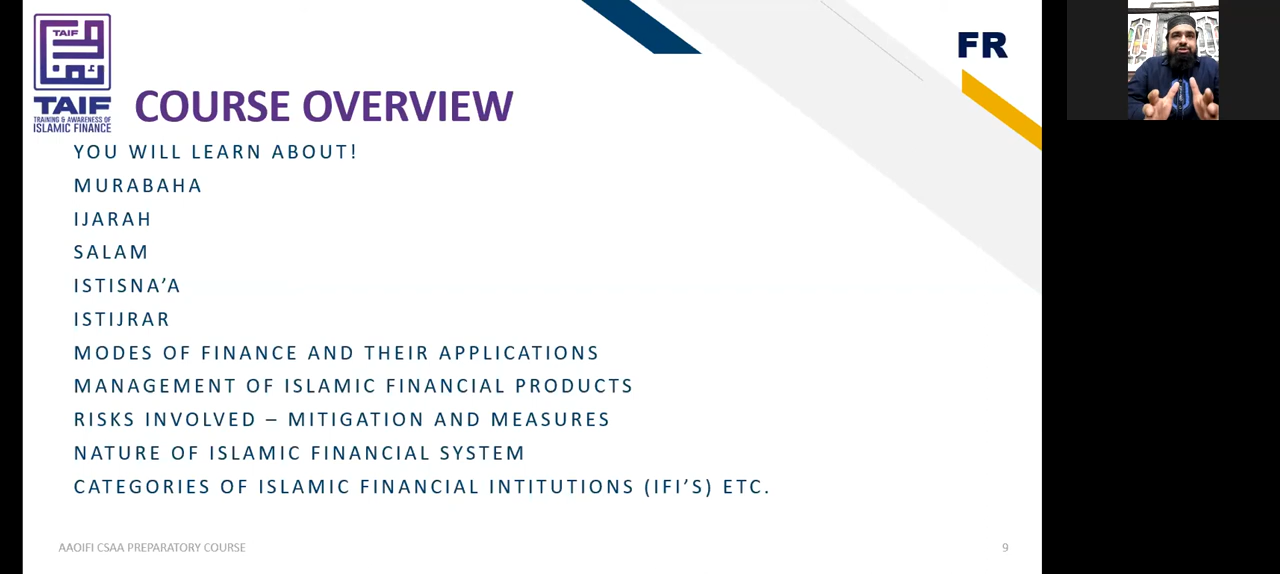 TAIF
TAIF
TRAINING & AWARENESS OF
ISLAMIC FINANCE
FR
COURSE OVERVIEW
YOU WILL LEARN ABOUT!
MURABAHA
IJARAH
SALAM
ISTISNA’A
ISTIJRAR
MODES OF FINANCE AND THEIR APPLICATIONS
MANAGEMENT OF ISLAMIC FINANCIAL PRODUCTS
RISKS INVOLVED – MITIGATION AND MEASURES
NATURE OF ISLAMIC FINANCIAL SYSTEM
CATEGORIES OF ISLAMIC FINANCIAL INTITUTIONS (IFI’S) ETC.
AAOIFI CSAA PREPARATORY COURSE
9